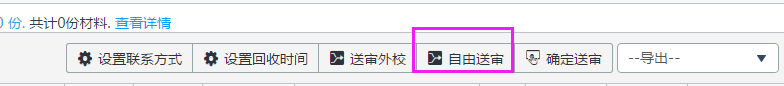 0 份. 共计0份材料. 查看详情
设置联系方式 设置回收时间 送审外校 自由送审 确定送审 --导出--